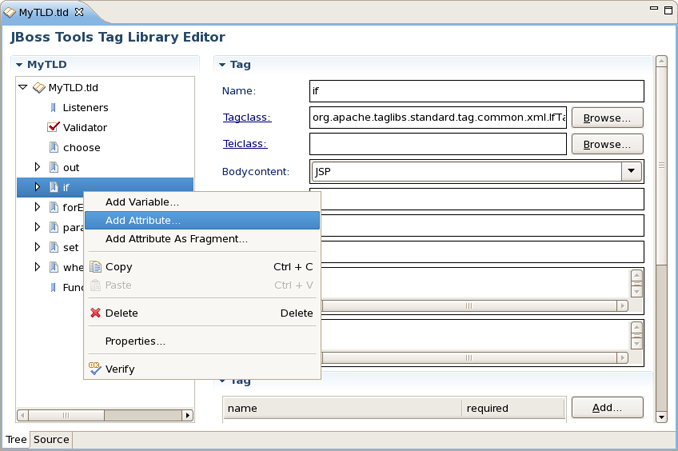 MyTLD.tld
JBoss Tools Tag Library Editor
MyTLD
MyTLD.tld
Listeners
Validator
choose
out
if
forE
para
set
whe
Func
Tag
Name: if
Tagclass: org.apache.taglibs.standard.tag.common.xml.IfTa Browse...
Teiclass: Browse...
Bodycontent: JSP
Add Variable...
Add Attribute...
Add Attribute As Fragment...
Copy Ctrl + C
Paste Ctrl + V
Delete Delete
Properties...
Verify
Tag
name required Add...
Tree Source